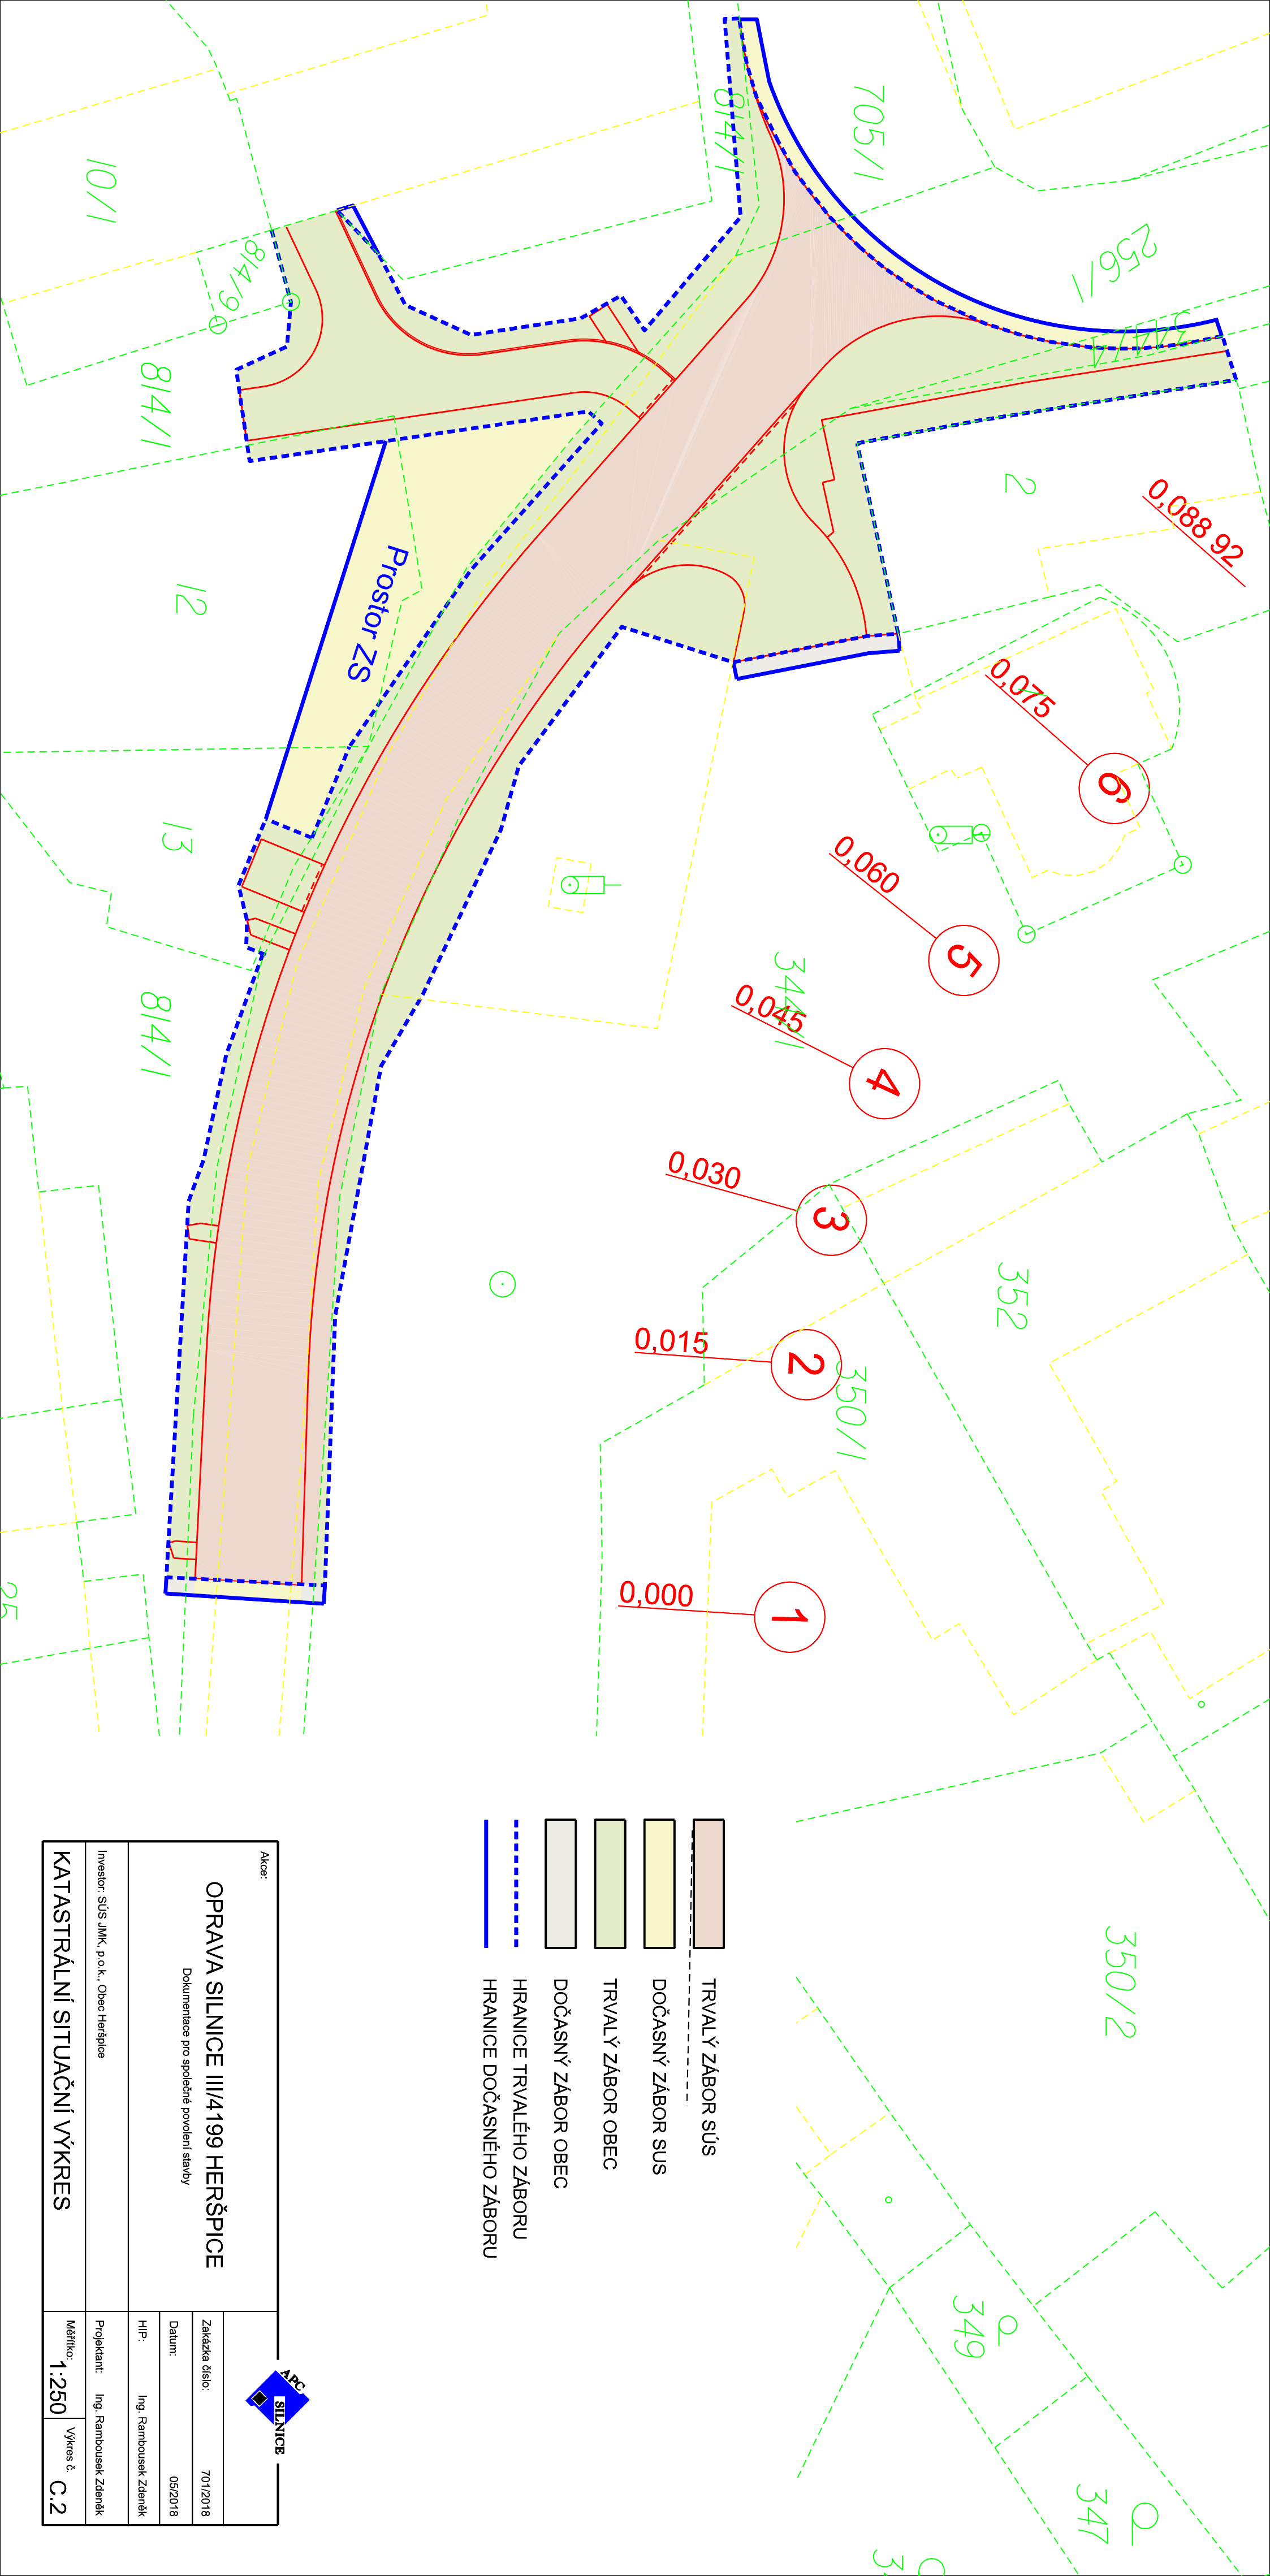 10/1
814/9
814/1
814/1
705/1
256/1
2
0,088 92
12
Prostor ZS
13
814/1
0,075
6
0,060
5
0,045
4
0,030
3
0,015
2
0,000
1
352
350/1
350/2
349
347
TRVALÝ ZÁBOR SÚS
DOČASNÝ ZÁBOR SUS
TRVALÝ ZÁBOR OBEC
DOČASNÝ ZÁBOR OBEC
HRANICE TRVALÉHO ZÁBORU
HRANICE DOČASNÉHO ZÁBORU
Akce:
OPRAVA SILNICE III/4199 HERŠPICE
Dokumentace pro společné povolení stavby
Investor: SÚS JMK, p.o.k., Obec Heršpice
KATASTRÁLNÍ SITUAČNÍ VÝKRES
APC
SILNICE
Zakázka číslo: 701/2018
Datum: 05/2018
HIP: Ing. Rambousek Zdeněk
Projektant: Ing. Rambousek Zdeněk
Měřítko: 1:250
Výkres č. C.2